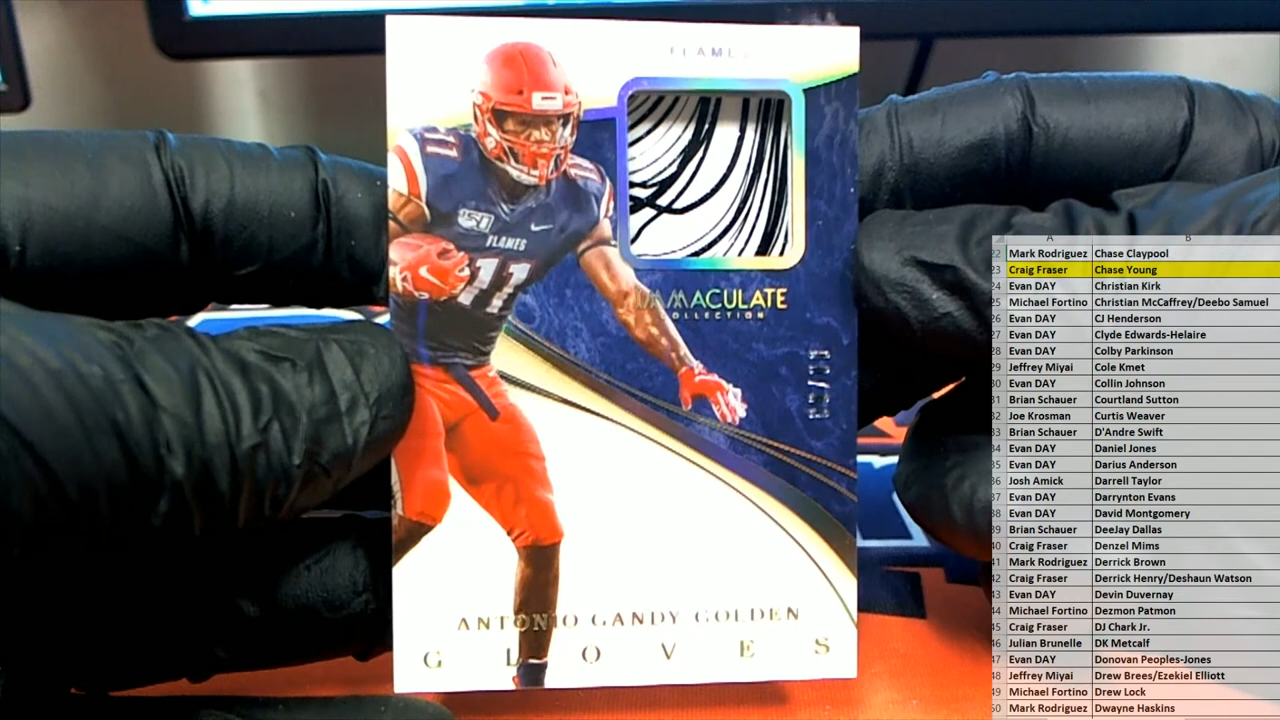 FLAMES
11
11
150
FLAMES
11
IMMACULATE
COLLECTION
ANTONIO GANDY GOLDEN
GLOVES
A B
22 Mark Rodriguez Chase Claypool
23 Craig Fraser Chase Young
24 Evan DAY Christian Kirk
25 Michael Fortino Christian McCaffrey/Deebo Samuel
26 Evan DAY CJ Henderson
27 Evan DAY Clyde Edwards-Helaire
28 Evan DAY Colby Parkinson
29 Jeffrey Miyai Cole Kmet
30 Evan DAY Collin Johnson
31 Brian Schauer Courtland Sutton
32 Joe Krosman Curtis Weaver
33 Brian Schauer D'Andre Swift
34 Evan DAY Daniel Jones
35 Evan DAY Darius Anderson
36 Josh Amick Darrell Taylor
37 Evan DAY Darrynton Evans
38 Evan DAY David Montgomery
39 Brian Schauer DeeJay Dallas
40 Craig Fraser Denzel Mims
41 Mark Rodriguez Derrick Brown
42 Craig Fraser Derrick Henry/Deshaun Watson
43 Evan DAY Devin Duvernay
44 Michael Fortino Dezmon Patmon
45 Craig Fraser DJ Chark Jr.
46 Julian Brunelle DK Metcalf
47 Evan DAY Donovan Peoples-Jones
48 Jeffrey Miyai Drew Brees/Ezekiel Elliott
49 Michael Fortino Drew Lock
50 Mark Rodriguez Dwayne Haskins